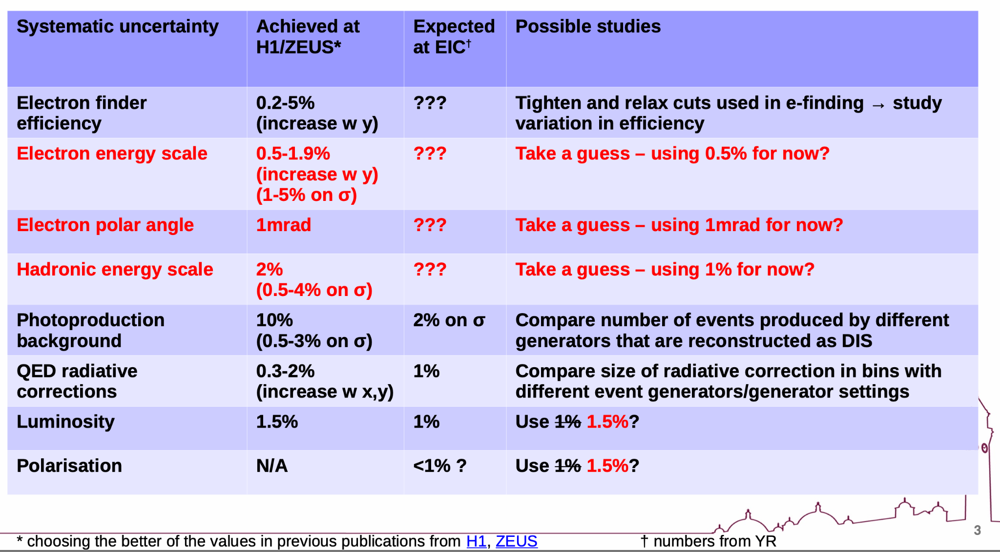 Systematic uncertainty
Achieved at
H1/ZEUS*
Expected
at EIC†
Possible studies
Electron finder
efficiency
0.2-5%
(increase w y)
???
Tighten and relax cuts used in e-finding → study
variation in efficiency
Electron energy scale
0.5-1.9%
(increase w y)
(1-5% on σ)
???
Take a guess – using 0.5% for now?
Electron polar angle
1mrad
???
Take a guess – using 1mrad for now?
Hadronic energy scale
2%
(0.5-4% on σ)
???
Take a guess – using 1% for now?
Photoproduction
background
10%
(0.5-3% on σ)
2% on σ
Compare number of events produced by different
generators that are reconstructed as DIS
QED radiative
corrections
0.3-2%
(increase w x,y)
1%
Compare size of radiative correction in bins with
different event generators/generator settings
Luminosity
1.5%
1%
Use 1% 1.5%?
Polarisation
N/A
<1% ?
Use 1% 1.5%?
3
* choosing the better of the values in previous publications from H1, ZEUS
† numbers from YR